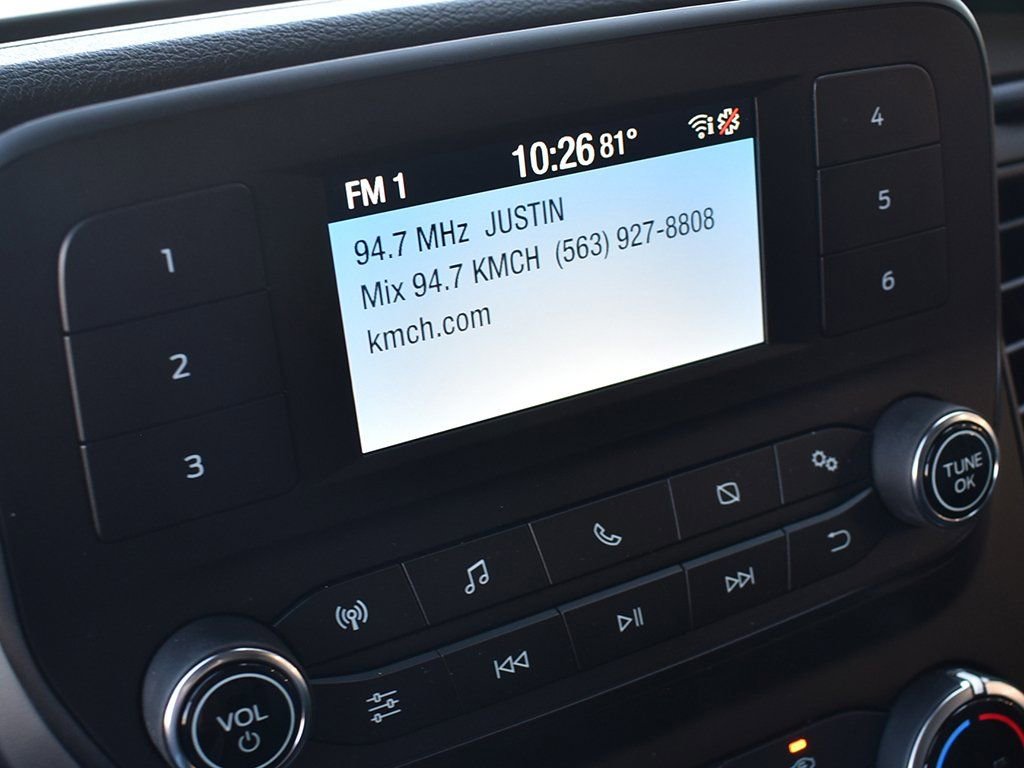 FM 1 10:26 81°
94.7 MHz JUSTIN
Mix 94.7 KMCH (563) 927-8808
kmch.com
1
2
3
4
5
6
TUNE
OK
VOL